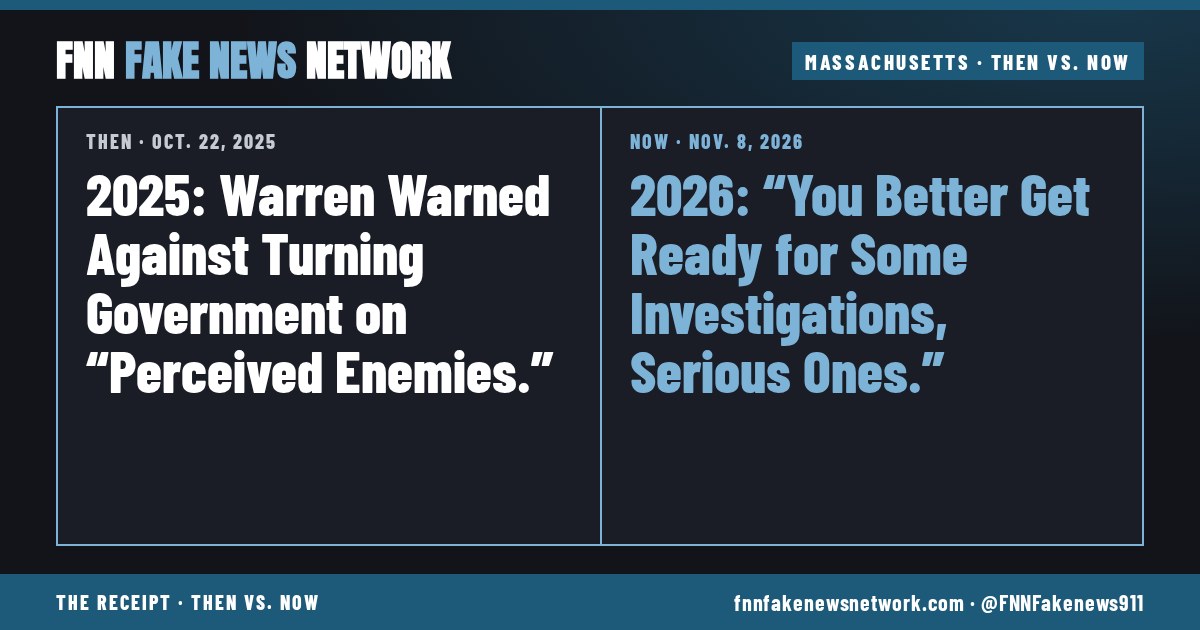 FNN FAKE NEWS NETWORK
MASSACHUSETTS · THEN VS. NOW
THEN · OCT. 22, 2025
2025: Warren Warned
Against Turning
Government on
“Perceived Enemies.”
NOW · NOV. 8, 2026
2026: “You Better Get
Ready for Some
Investigations,
Serious Ones.”
THE RECEIPT · THEN VS. NOW
fnnfakenewsnetwork.com · @FNNFakenews911